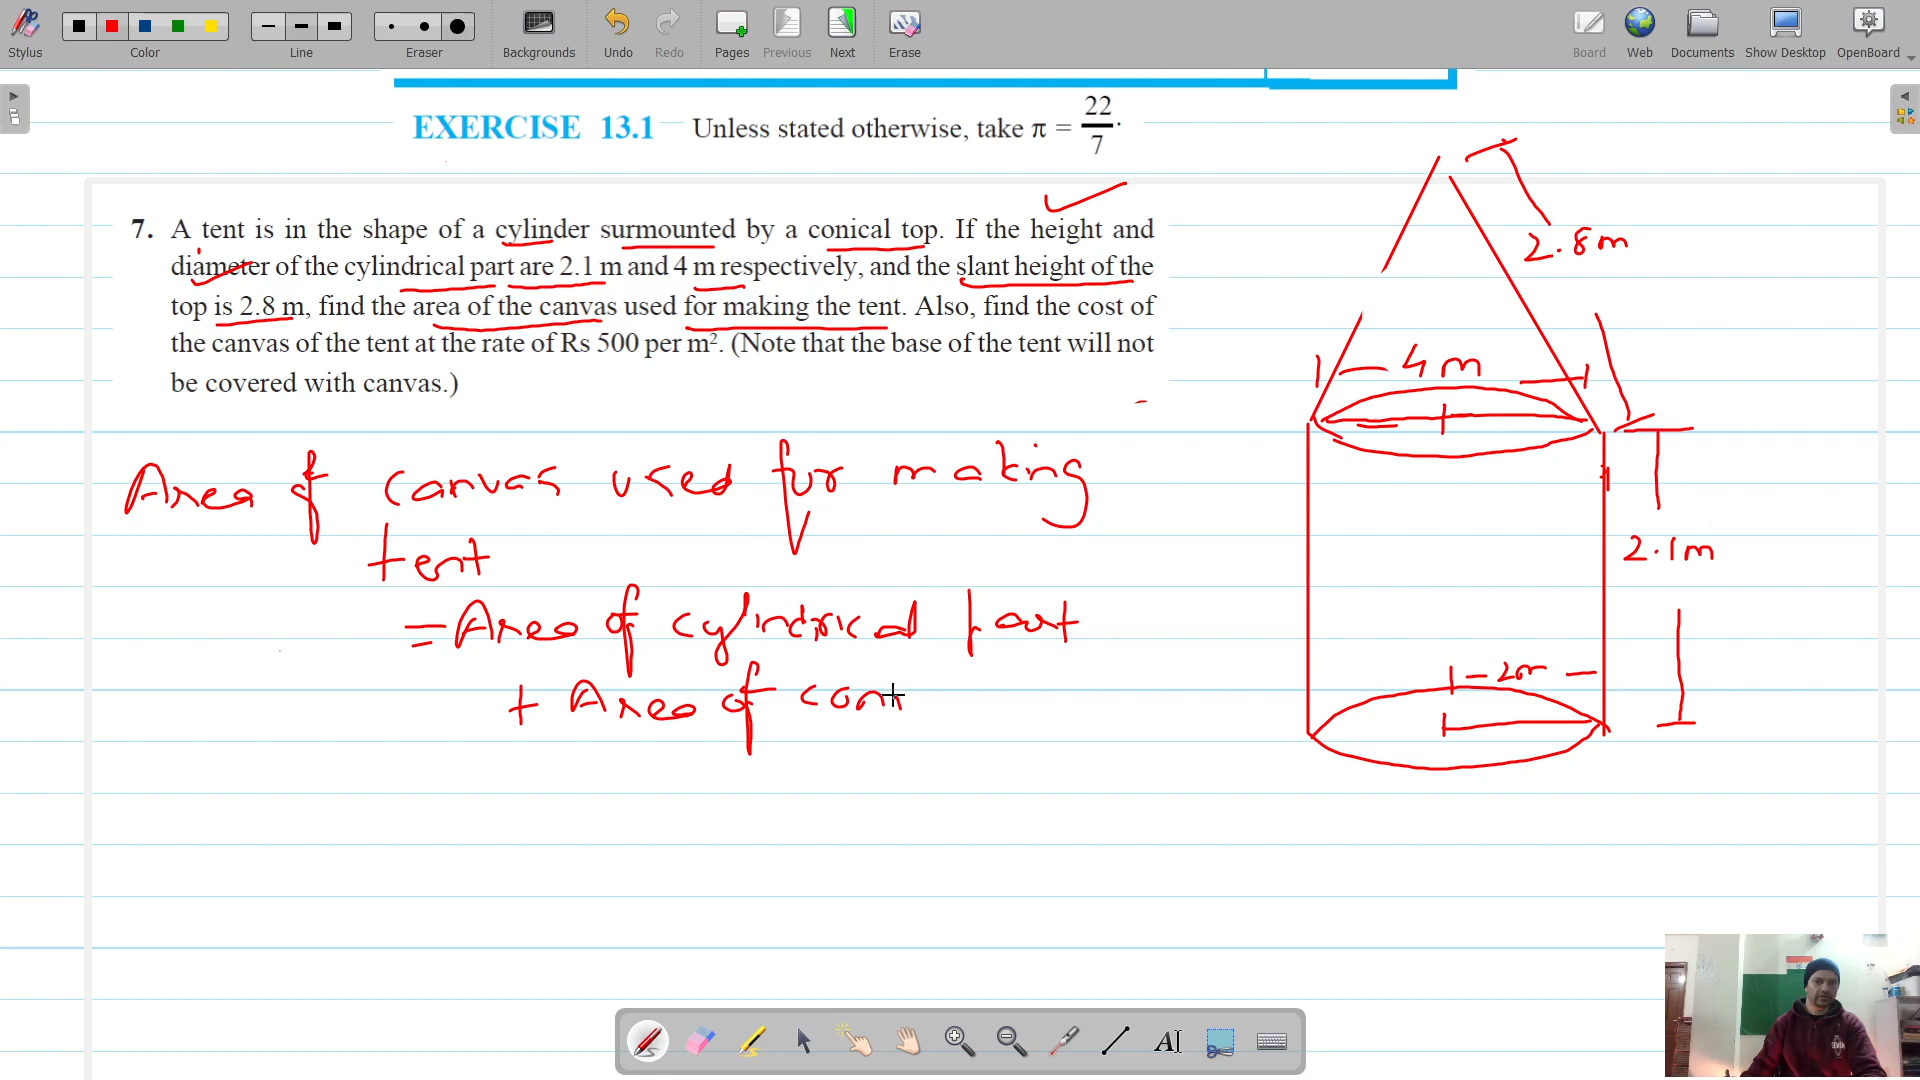 Stylus Color Line Eraser Backgrounds Undo Redo Pages Previous Next Erase Board Web Documents Show Desktop OpenBoard
EXERCISE 13.1 Unless stated otherwise, take π = 22/7.
7. A tent is in the shape of a cylinder surmounted by a conical top. If the height and
diameter of the cylindrical part are 2.1 m and 4 m respectively, and the slant height of the
top is 2.8 m, find the area of the canvas used for making the tent. Also, find the cost of
the canvas of the tent at the rate of Rs 500 per m². (Note that the base of the tent will not
be covered with canvas.)
2.8m
4m
2.1m
2m
Area of canvas used for making
tent
= Area of cylindrical part
+ Area of con